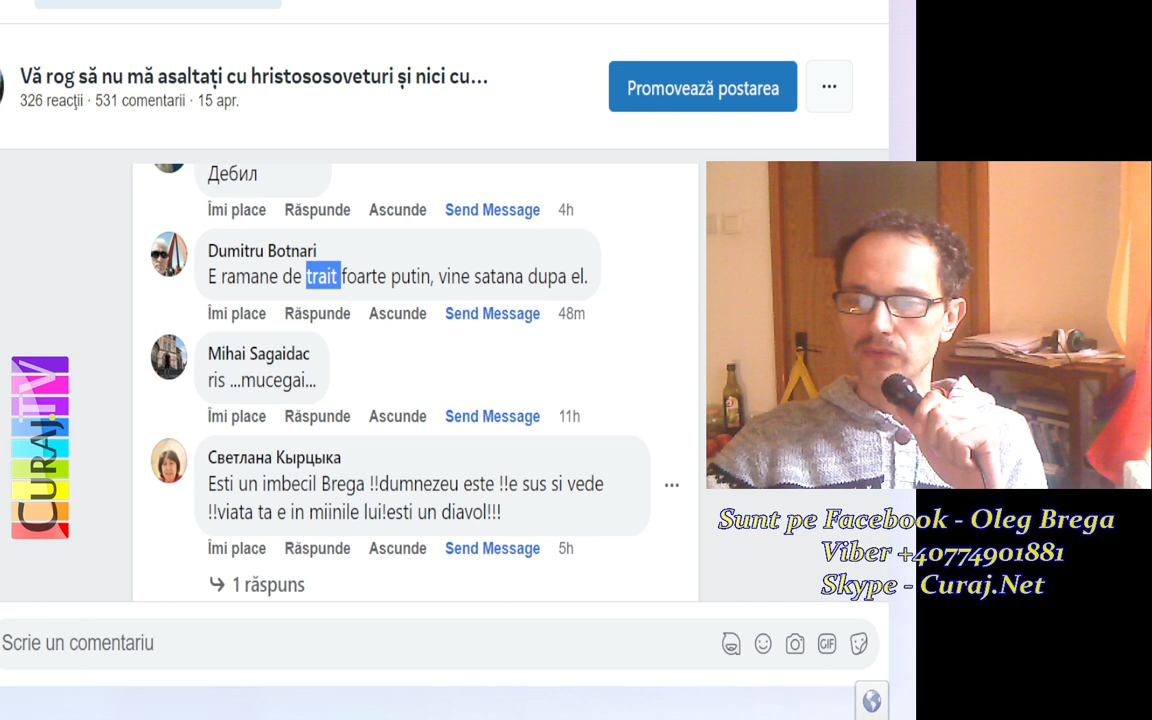 Vă rog să nu mă asaltați cu hristososoveturi și nici cu...
326 reacții · 531 comentarii · 15 apr.
Promovează postarea
Дебил
Îmi place Răspunde Ascunde Send Message 4h
Dumitru Botnari
E ramane de trait foarte putin, vine satana dupa el.
Îmi place Răspunde Ascunde Send Message 48m
Mihai Sagaidac
ris ...mucegai...
Îmi place Răspunde Ascunde Send Message 11h
Светлана Кырцыка
Esti un imbecil Brega !!dumnezeu este !!e sus si vede
!!viata ta e in miinile lui!esti un diavol!!!
Îmi place Răspunde Ascunde Send Message 5h
1 răspuns
Scrie un comentariu
GIF
CURAJ.TV
Sunt pe Facebook - Oleg Brega
Viber +40774901881
Skype - Curaj.Net